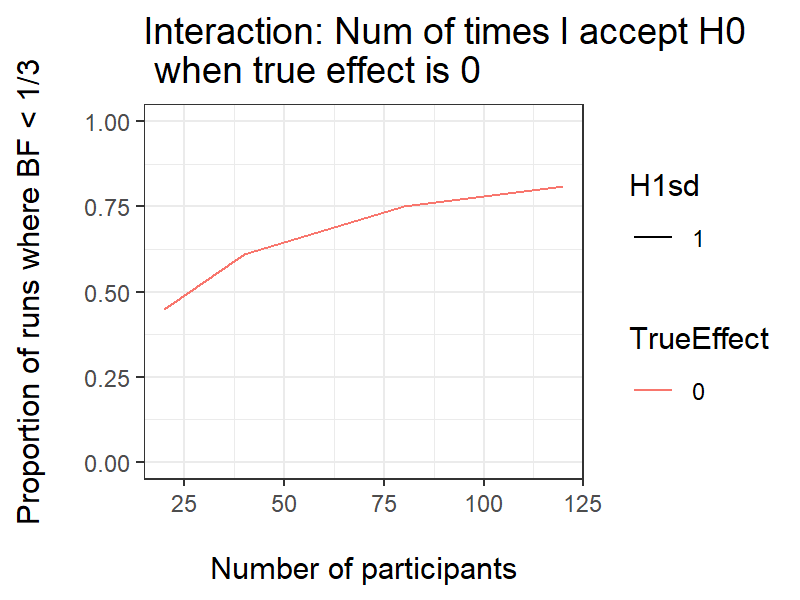 Interaction: Num of times I accept H0
when true effect is 0
Proportion of runs where BF < 1/3
1.00
0.75
0.50
0.25
0.00
25 50 75 100 125
Number of participants
H1sd
1
TrueEffect
0